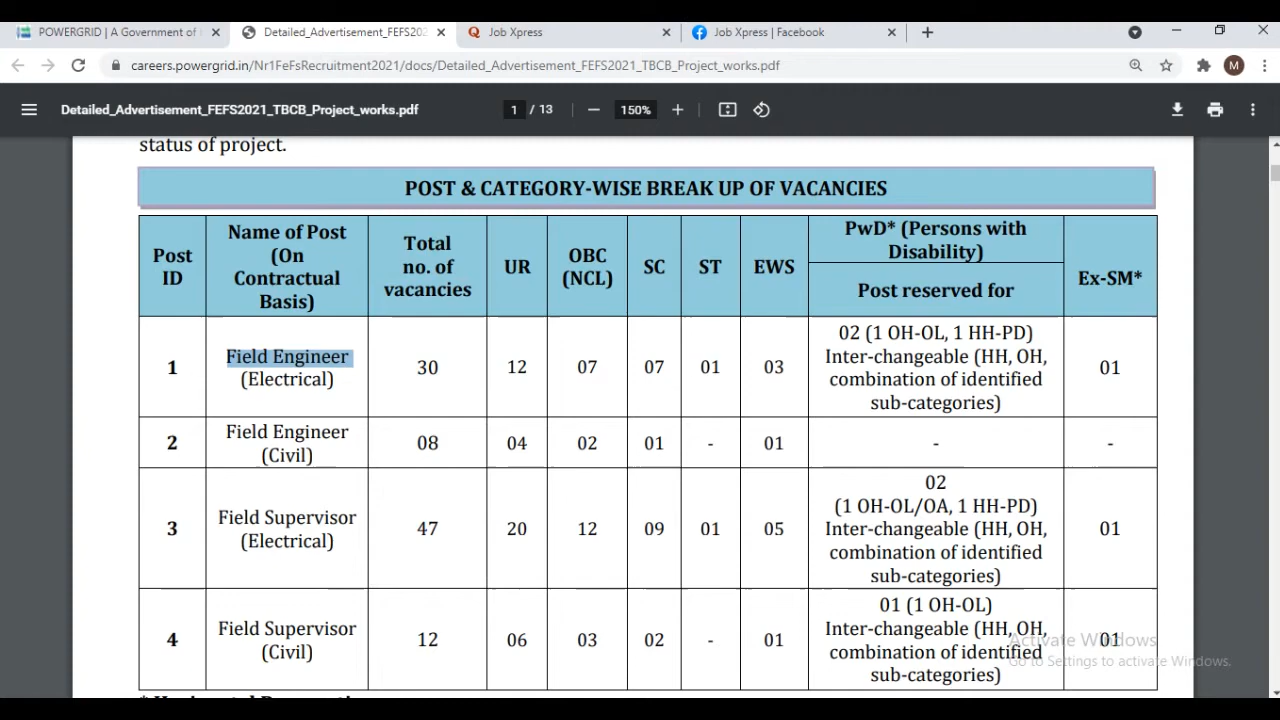 POWERGRID | A Government of
Detailed_Advertisement_FEFS202
Job Xpress
Job Xpress | Facebook
careers.powergrid.in/Nr1FeFsRecruitment2021/docs/Detailed_Advertisement_FEFS2021_TBCB_Project_works.pdf
M
Detailed_Advertisement_FEFS2021_TBCB_Project_works.pdf
1 / 13
150%
status of project.
POST & CATEGORY-WISE BREAK UP OF VACANCIES
Post ID
Name of Post (On Contractual Basis)
Total no. of vacancies
UR
OBC (NCL)
SC
ST
EWS
PwD* (Persons with Disability)
Post reserved for
Ex-SM*
1
Field Engineer
(Electrical)
30
12
07
07
01
03
02 (1 OH-OL, 1 HH-PD)
Inter-changeable (HH, OH,
combination of identified
sub-categories)
01
2
Field Engineer
(Civil)
08
04
02
01
-
01
-
-
3
Field Supervisor
(Electrical)
47
20
12
09
01
05
02
(1 OH-OL/OA, 1 HH-PD)
Inter-changeable (HH, OH,
combination of identified
sub-categories)
01
4
Field Supervisor
(Civil)
12
06
03
02
-
01
01 (1 OH-OL)
Inter-changeable (HH, OH,
combination of identified
sub-categories)
01
Activate Windows
Go to Settings to activate Windows.